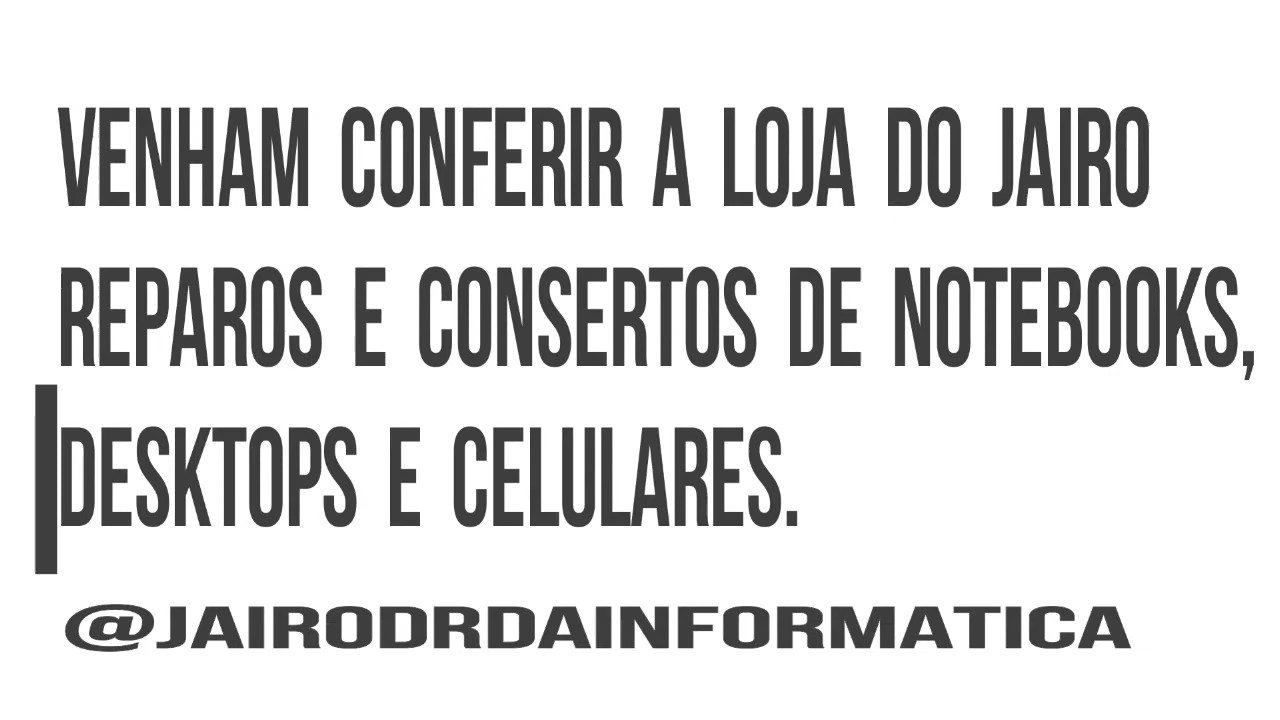 VENHAM CONFERIR A LOJA DO JAIRO
REPAROS E CONSERTOS DE NOTEBOOKS,
DESKTOPS E CELULARES.
@JAIRODRDAINFORMATICA